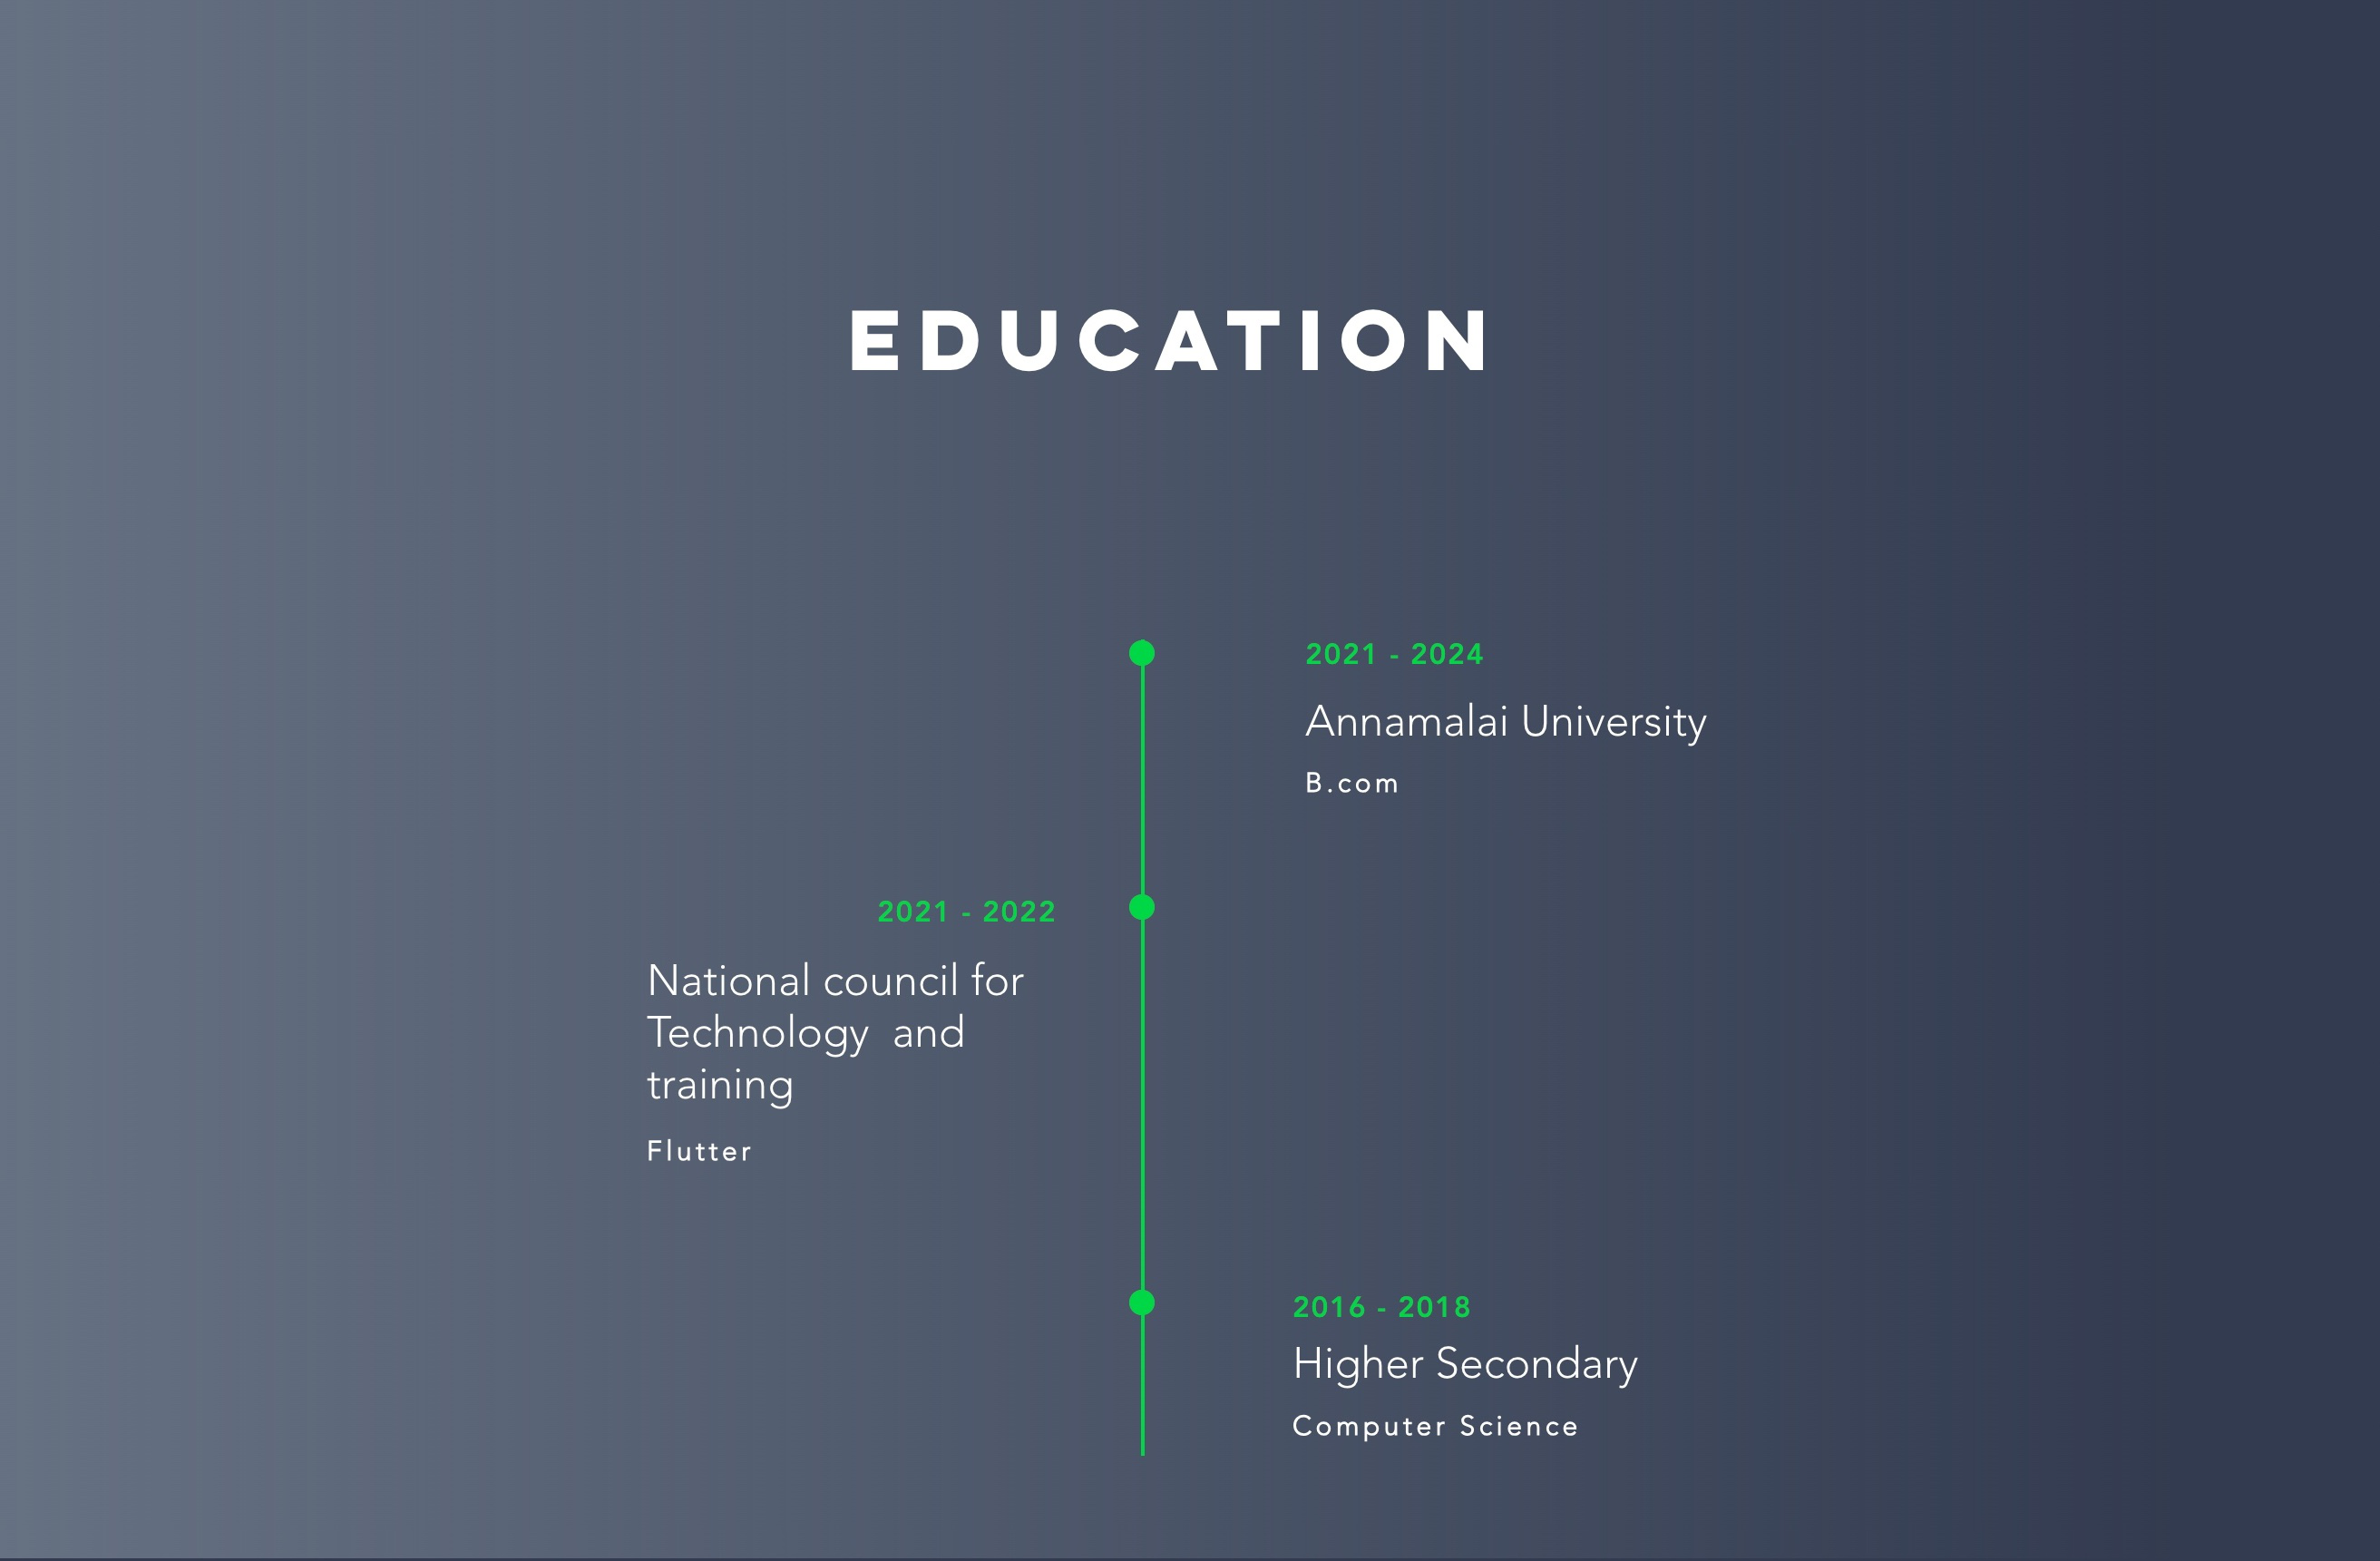 EDUCATION
2021 - 2024
Annamalai University
B.com
2021 - 2022
National council for
Technology  and
training
Flutter
2016 - 2018
Higher Secondary
Computer Science